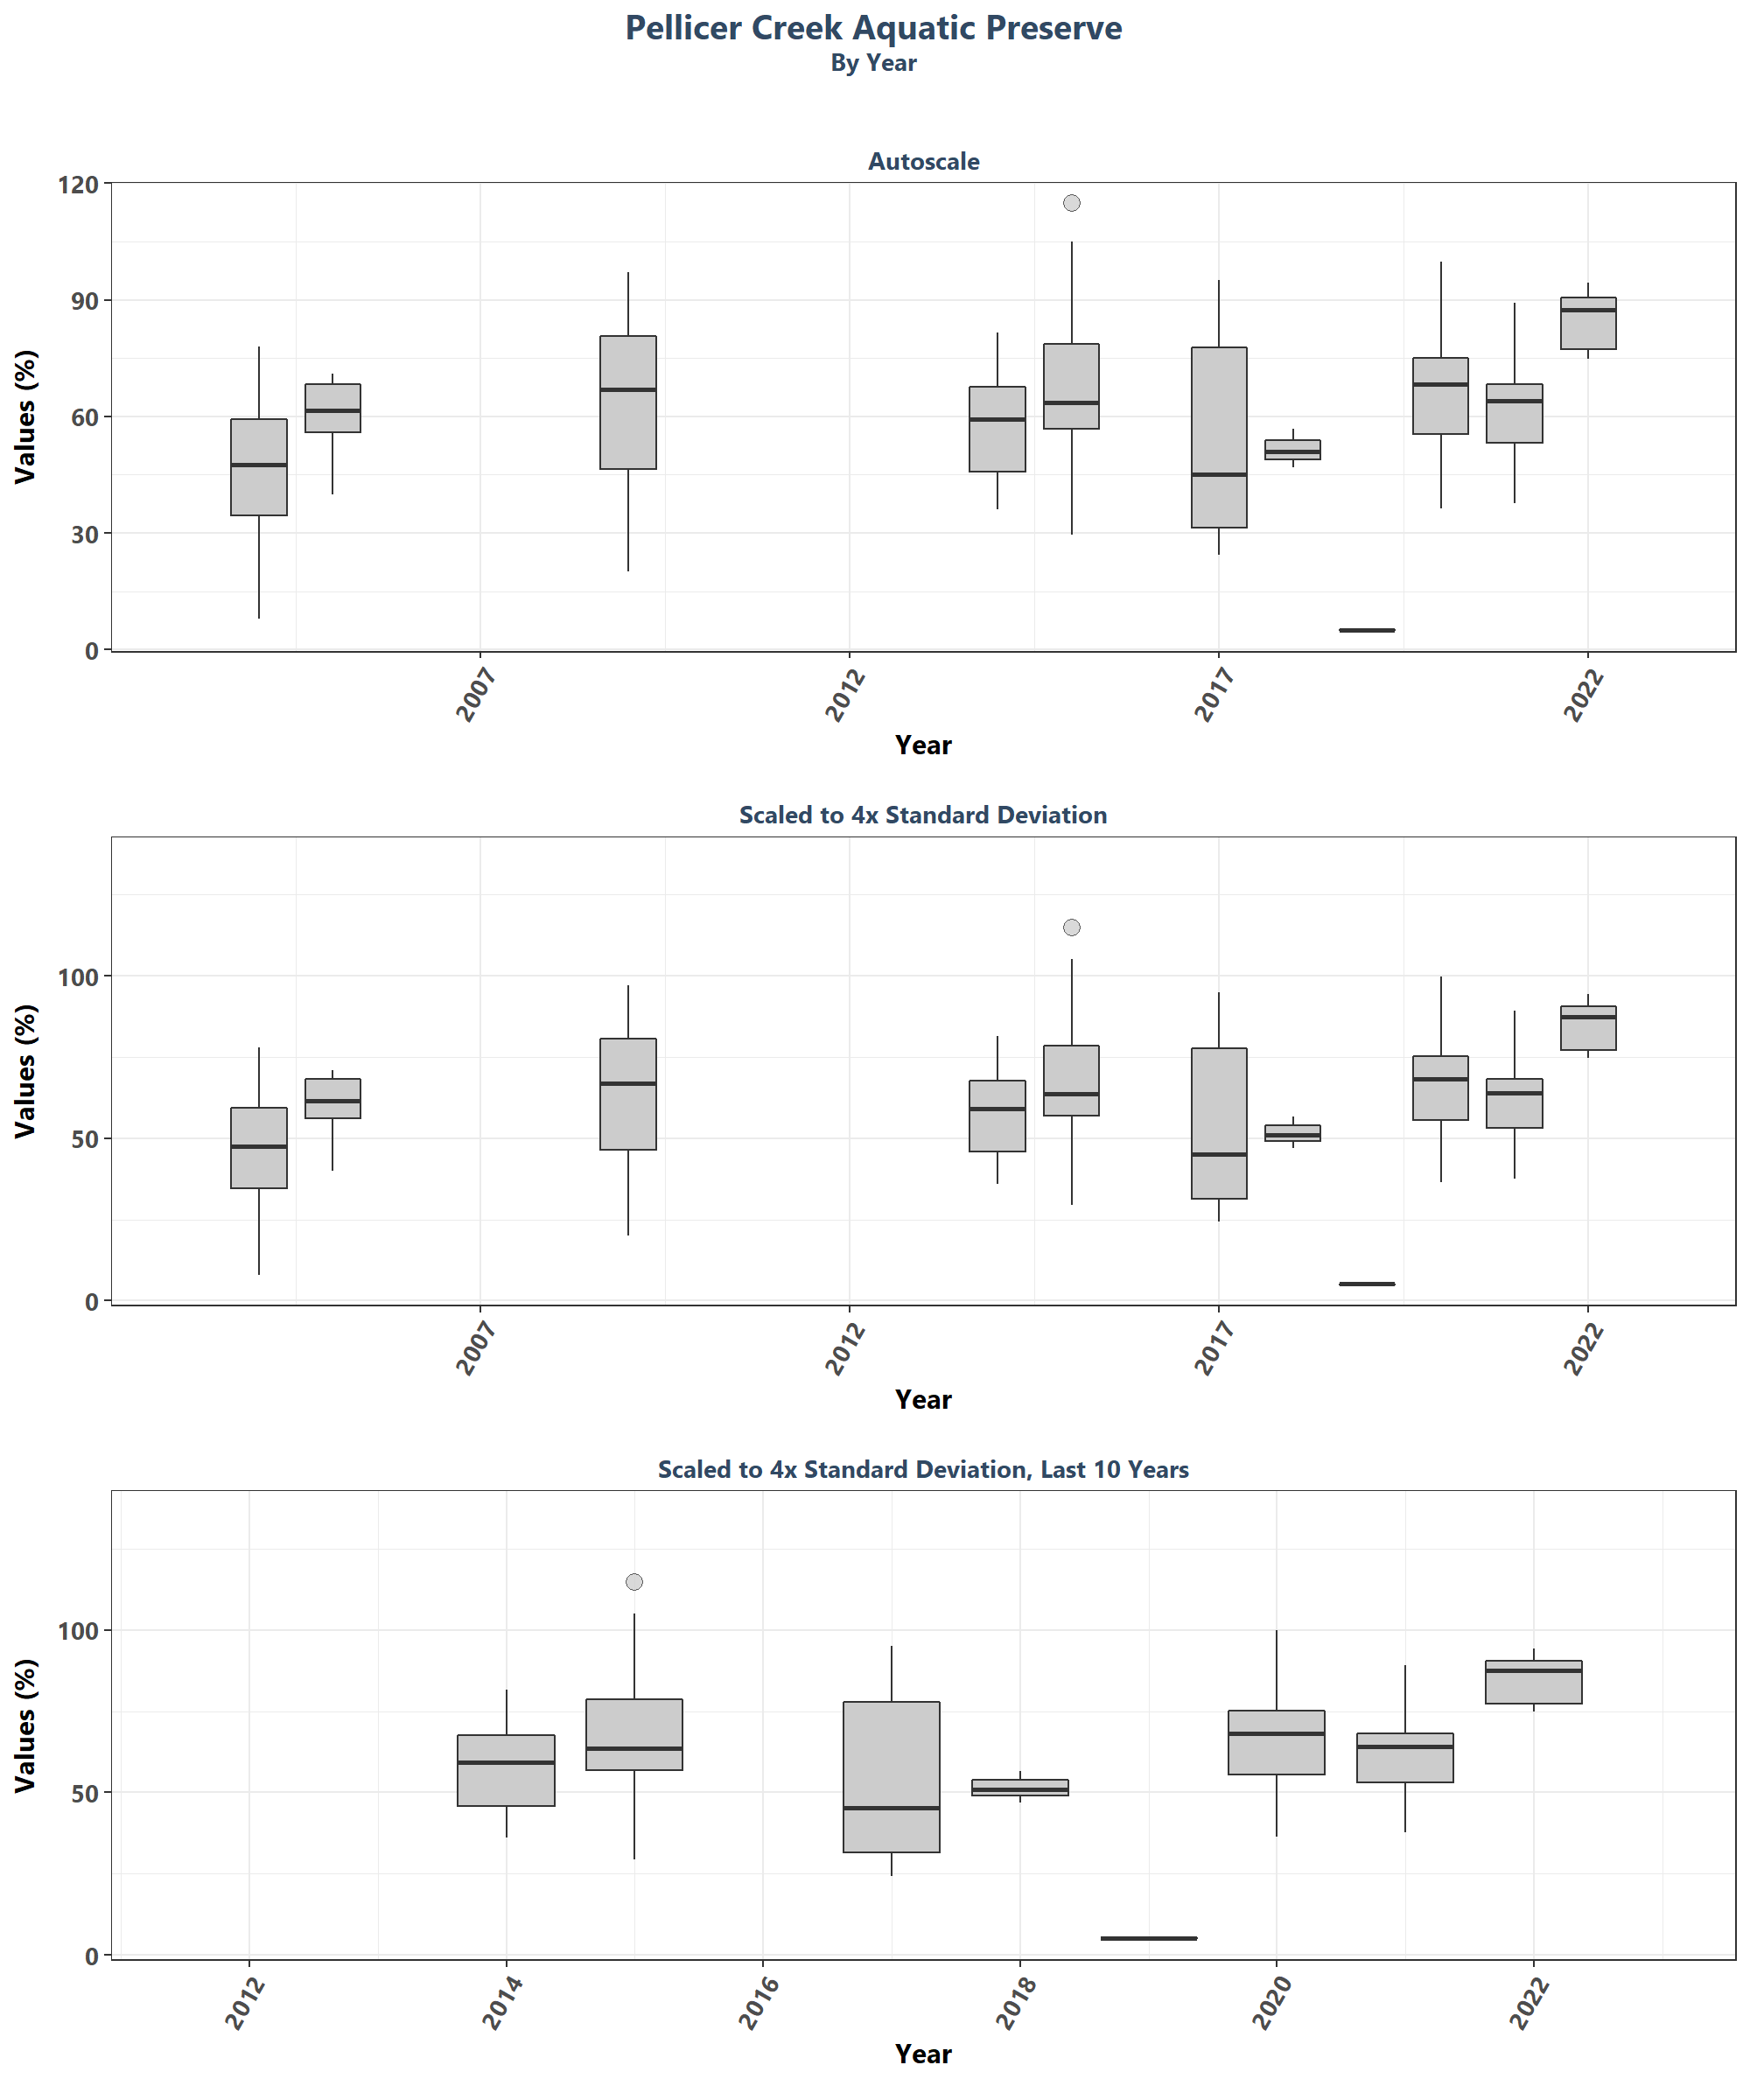 Pellicer Creek Aquatic Preserve
By Year
Autoscale
Values (%)
120
90
60
30
0
2007 2012 2017 2022
Year
Scaled to 4x Standard Deviation
Values (%)
100
50
0
2007 2012 2017 2022
Year
Scaled to 4x Standard Deviation, Last 10 Years
Values (%)
100
50
0
2012 2014 2016 2018 2020 2022
Year